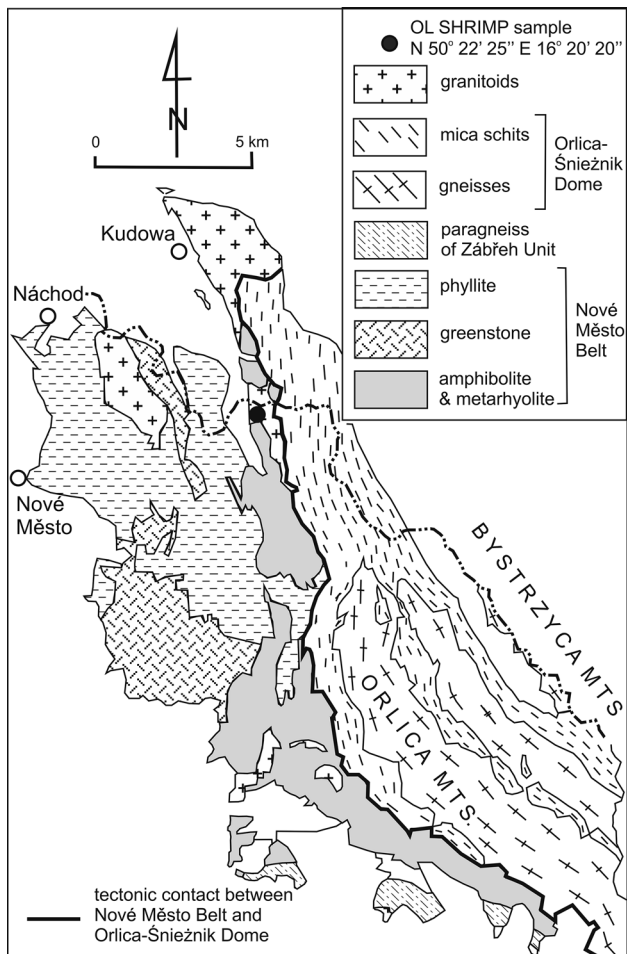 OL SHRIMP sample
N 50° 22' 25'' E 16° 20' 20''
granitoids
mica schits
gneisses
Orlica-
Śnieżnik
Dome
paragneiss
of Zábřeh Unit
phyllite
greenstone
amphibolite
& metarhyolite
Nové
Město
Belt
N
0 5 km
Kudowa
Náchod
Nové
Město
BYSTRZYCA MTS
ORLICA MTS.
tectonic contact between
Nové Město Belt and
Orlica-Śnieżnik Dome